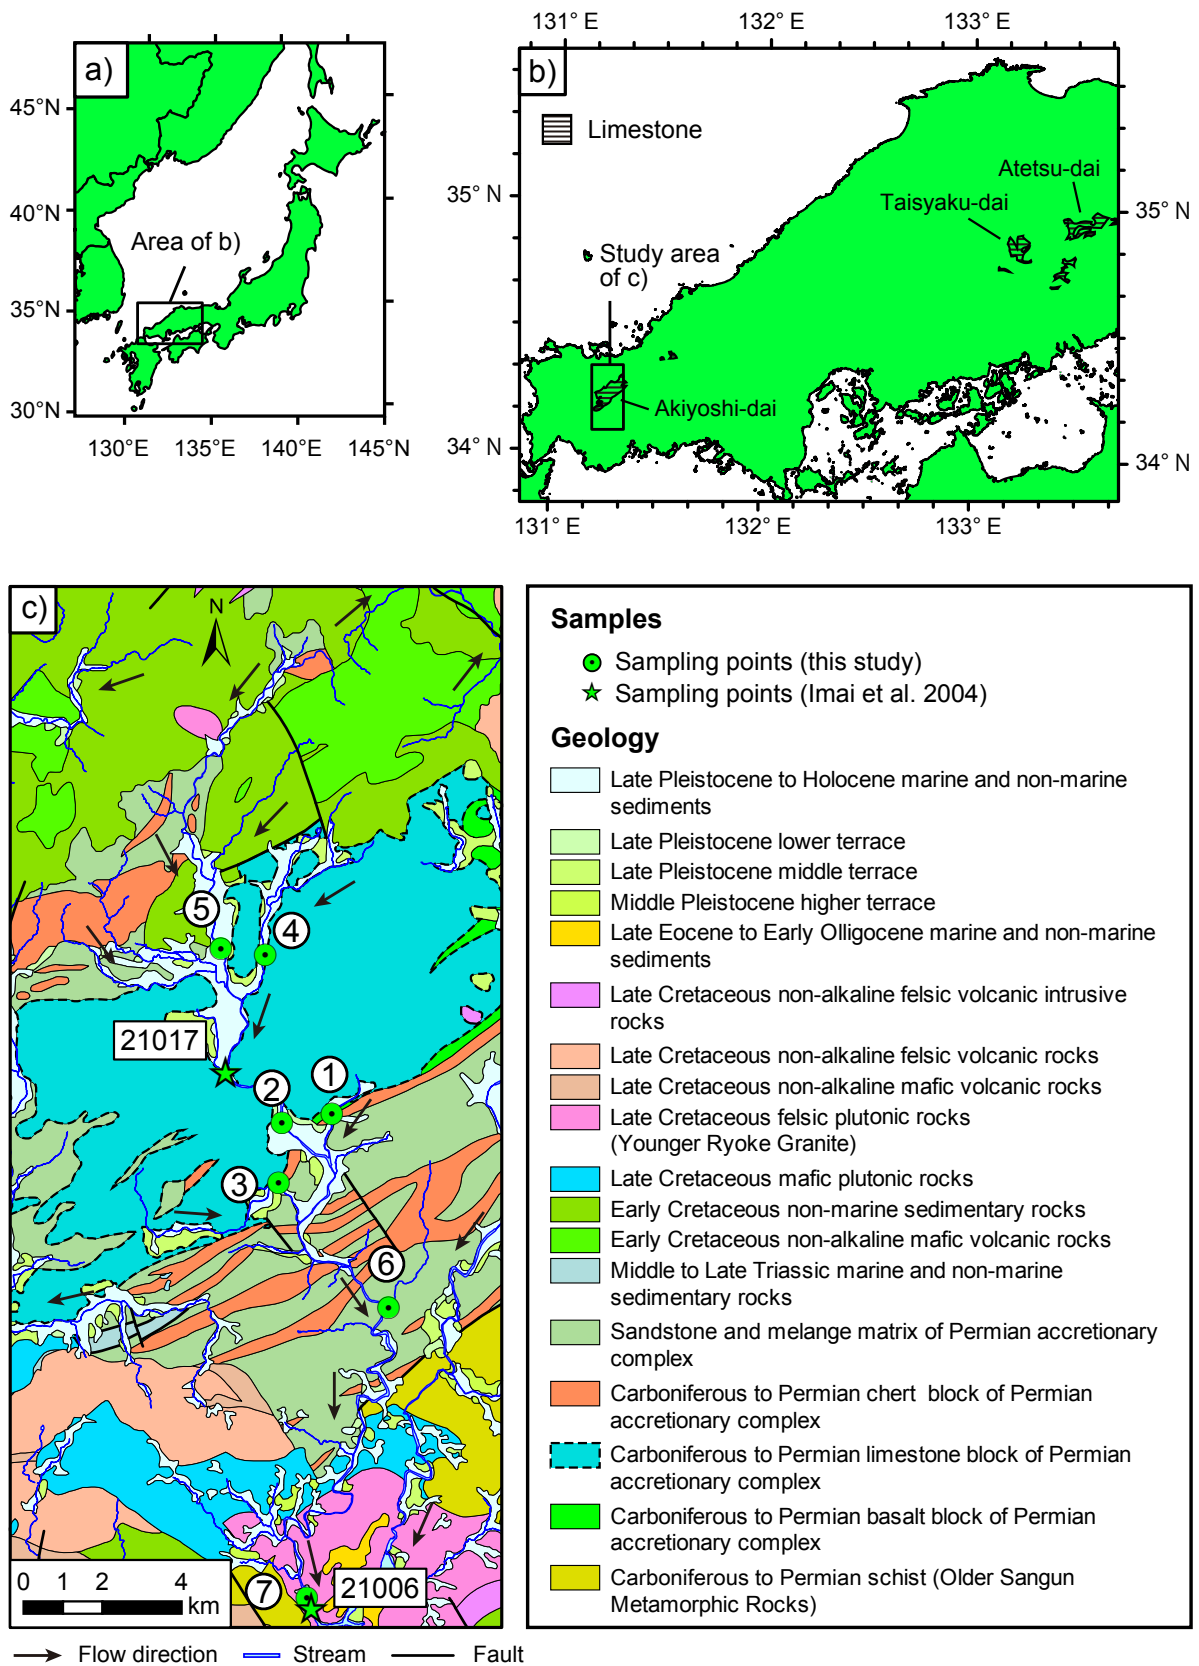 a)
45°N
40°N
35°N
30°N
130°E
135°E
140°E
145°N
Area of b)
131° E
132° E
133° E
b)
Limestone
35° N
34° N
35° N
34° N
Atetsu-dai
Taisyaku-dai
Study area
of c)
Akiyoshi-dai
131° E
132° E
133° E
c)
N
5
4
21017
2
1
3
6
7
21006
0 1 2 4
km
Flow direction
Stream
Fault
Samples
Sampling points (this study)
Sampling points (Imai et al. 2004)
Geology
Late Pleistocene to Holocene marine and non-marine
sediments
Late Pleistocene lower terrace
Late Pleistocene middle terrace
Middle Pleistocene higher terrace
Late Eocene to Early Olligocene marine and non-marine
sediments
Late Cretaceous non-alkaline felsic volcanic intrusive
rocks
Late Cretaceous non-alkaline felsic volcanic rocks
Late Cretaceous non-alkaline mafic volcanic rocks
Late Cretaceous felsic plutonic rocks
(Younger Ryoke Granite)
Late Cretaceous mafic plutonic rocks
Early Cretaceous non-marine sedimentary rocks
Early Cretaceous non-alkaline mafic volcanic rocks
Middle to Late Triassic marine and non-marine
sedimentary rocks
Sandstone and melange matrix of Permian accretionary
complex
Carboniferous to Permian chert block of Permian
accretionary complex
Carboniferous to Permian limestone block of Permian
accretionary complex
Carboniferous to Permian basalt block of Permian
accretionary complex
Carboniferous to Permian schist (Older Sangun
Metamorphic Rocks)